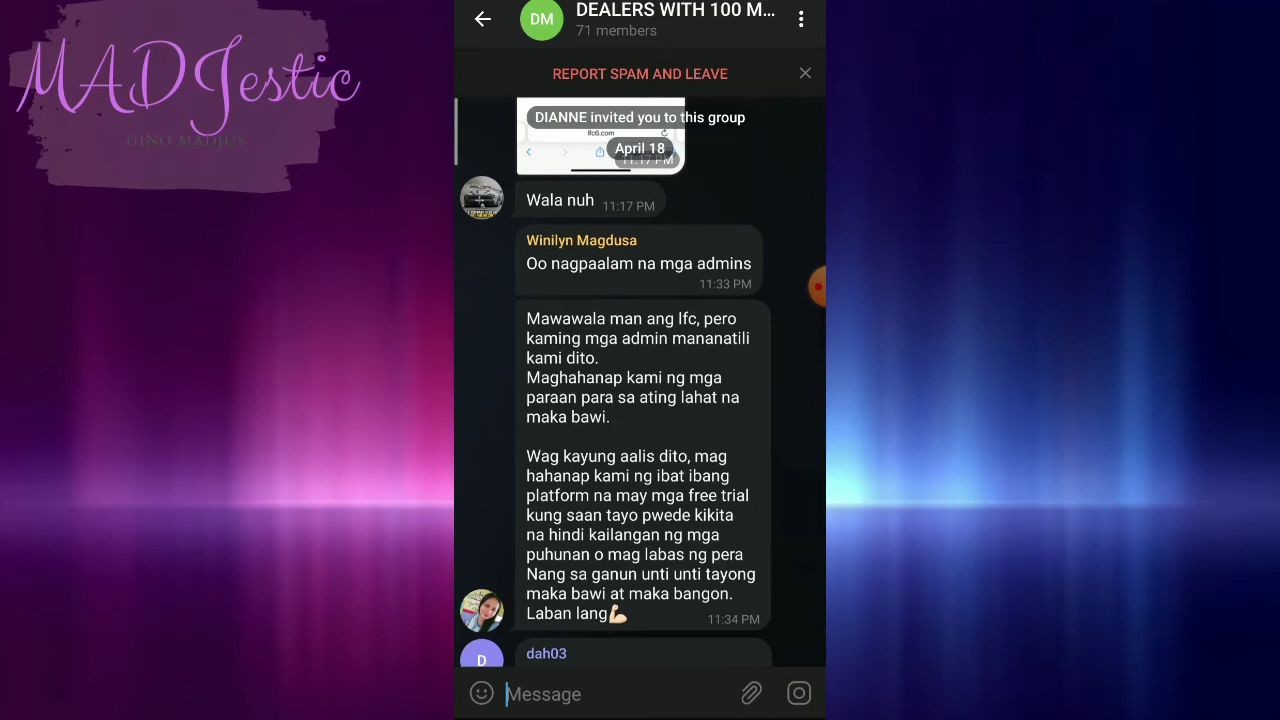 MADJestic
GINO MADJUS
DM
DEALERS WITH 100 M...
71 members
REPORT SPAM AND LEAVE
DIANNE invited you to this group
lfc6.com
April 18
11:17 PM
Wala nuh 11:17 PM
Winilyn Magdusa
Oo nagpaalam na mga admins
11:33 PM
Mawawala man ang lfc, pero
kaming mga admin mananatili
kami dito.
Maghahanap kami ng mga
paraan para sa ating lahat na
maka bawi.
Wag kayung aalis dito, mag
hahanap kami ng ibat ibang
platform na may mga free trial
kung saan tayo pwede kikita
na hindi kailangan ng mga
puhunan o mag labas ng pera
Nang sa ganun unti unti tayong
maka bawi at maka bangon.
Laban lang💪🏻 11:34 PM
D
dah03
Message